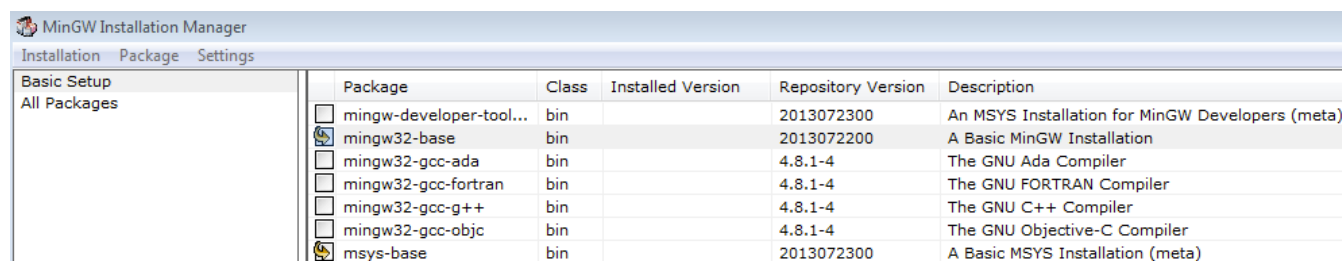 MinGW Installation Manager
Installation Package Settings
Basic Setup
All Packages
Package Class Installed Version Repository Version Description
mingw-developer-tool... bin 2013072300 An MSYS Installation for MinGW Developers (meta)
mingw32-base bin 2013072200 A Basic MinGW Installation
mingw32-gcc-ada bin 4.8.1-4 The GNU Ada Compiler
mingw32-gcc-fortran bin 4.8.1-4 The GNU FORTRAN Compiler
mingw32-gcc-g++ bin 4.8.1-4 The GNU C++ Compiler
mingw32-gcc-objc bin 4.8.1-4 The GNU Objective-C Compiler
msys-base bin 2013072300 A Basic MSYS Installation (meta)